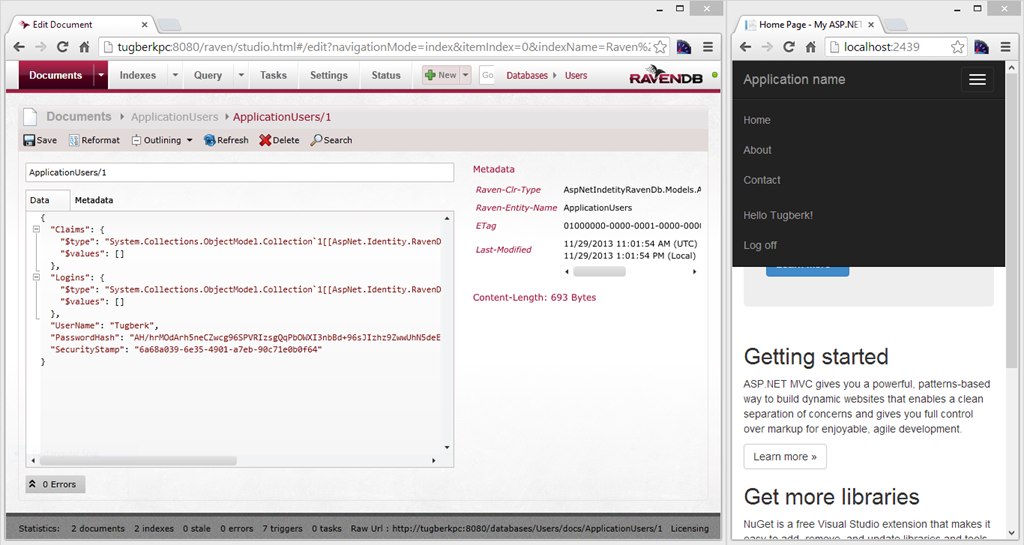 Edit Document
tugberkpc:8080/raven/studio.html#/edit?navigationMode=index&itemIndex=0&indexName=Raven%
Documents Indexes Query Tasks Settings Status New Go Databases Users RAVENDB
Documents ApplicationUsers ApplicationUsers/1
Save Reformat Outlining Refresh Delete Search
ApplicationUsers/1
Data Metadata
{
"Claims": {
"$type": "System.Collections.ObjectModel.Collection`1[[AspNet.Identity.RavenD
"$values": []
},
"Logins": {
"$type": "System.Collections.ObjectModel.Collection`1[[AspNet.Identity.RavenD
"$values": []
},
"UserName": "Tugberk",
"PasswordHash":
"SecurityStamp": "6a68a039-6e35-4901-a7eb-90c71e0b0f64"
}
0 Errors
Metadata
Raven-Clr-Type AspNetIndetityRavenDb.Models.A
Raven-Entity-Name ApplicationUsers
ETag 01000000-0000-0001-0000-0000
Last-Modified 11/29/2013 11:01:54 AM (UTC)
11/29/2013 1:01:54 PM (Local)
Content-Length: 693 Bytes
Statistics: 2 documents 2 indexes 0 stale 0 errors 7 triggers 0 tasks Raw Url : http://tugberkpc:8080/databases/Users/docs/ApplicationUsers/1 Licensing
Home Page - My ASP.NET
localhost:2439
Application name
Home
About
Contact
Hello Tugberk!
Log off
Getting started
ASP.NET MVC gives you a powerful, patterns-based
way to build dynamic websites that enables a clean
separation of concerns and gives you full control
over markup for enjoyable, agile development.
Learn more »
Get more libraries
NuGet is a free Visual Studio extension that makes it
easy to add, remove, and update libraries and tools